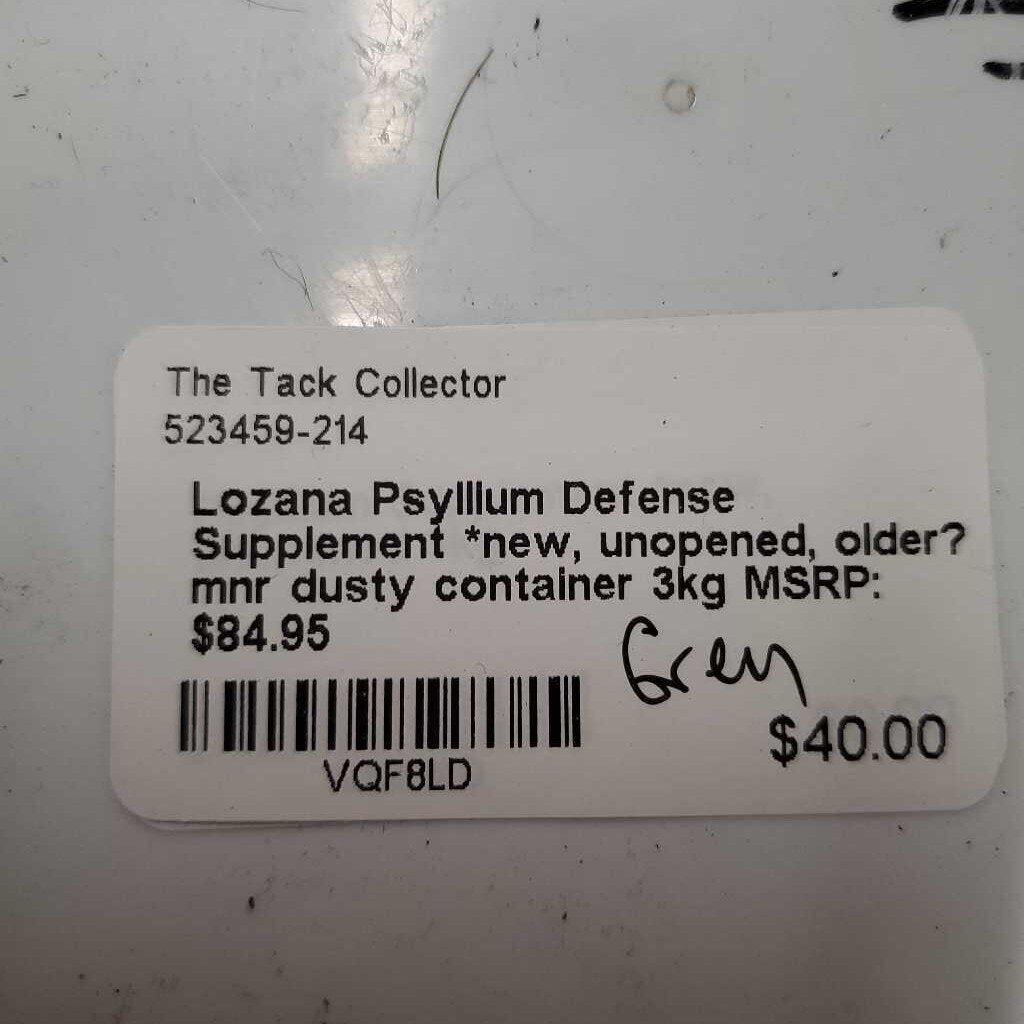 The Tack Collector
523459-214
Lozana Psyllium Defense
Supplement *new, unopened, older?
mnr dusty container 3kg MSRP:
$84.95
Grey
$40.00
VQF8LD